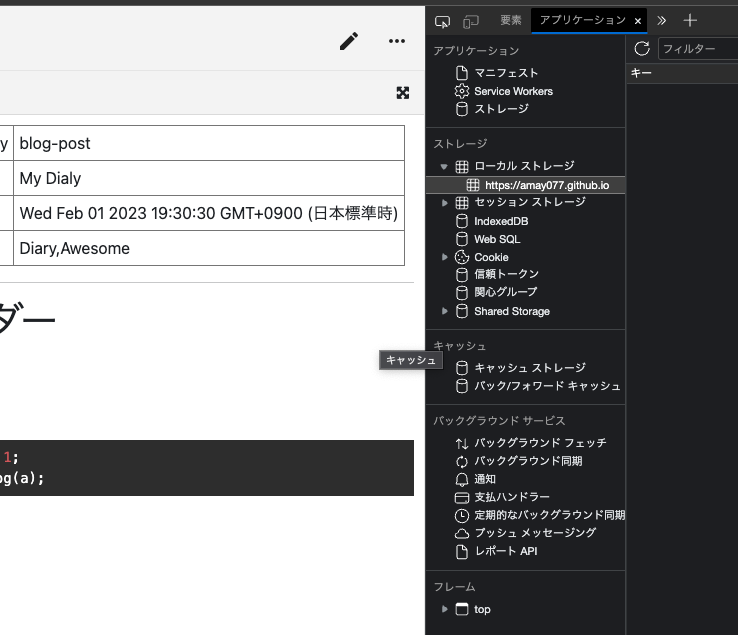 y
blog-post
My Dialy
Wed Feb 01 2023 19:30:30 GMT+0900 (日本標準時)
Diary,Awesome
ダー
1;
og(a);
キャッシュ
要素
アプリケーション
フィルター
キー
アプリケーション
マニフェスト
Service Workers
ストレージ
ストレージ
ローカル ストレージ
https://amay077.github.io
セッション ストレージ
IndexedDB
Web SQL
Cookie
信頼トークン
関心グループ
Shared Storage
キャッシュ
キャッシュ ストレージ
バック/フォワード キャッシュ
バックグラウンド サービス
バックグラウンド フェッチ
バックグラウンド同期
通知
支払ハンドラー
定期的なバックグラウンド同期
プッシュ メッセージング
レポート API
フレーム
top